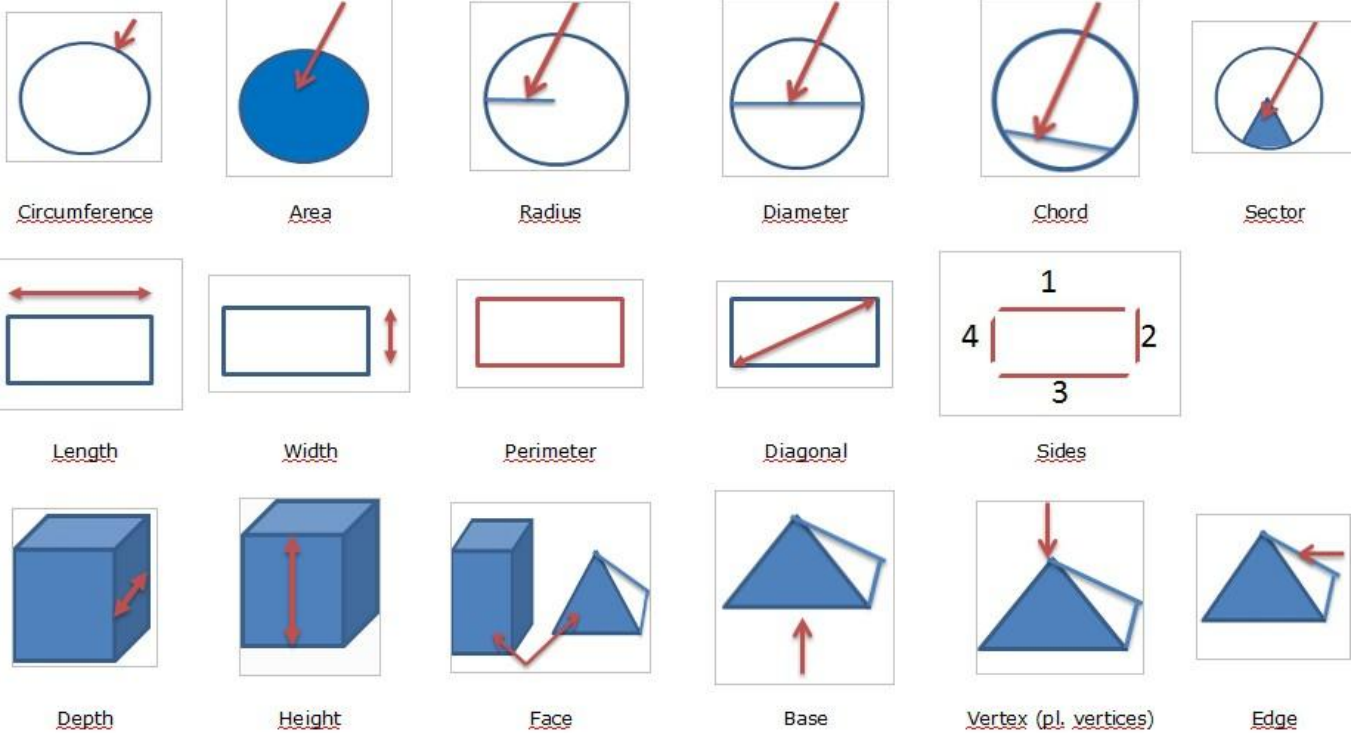 Circumference Area Radius Diameter Chord Sector
1
4 2
3
Length Width Perimeter Diagonal Sides
Depth Height Face Base Vertex (pl. vertices) Edge